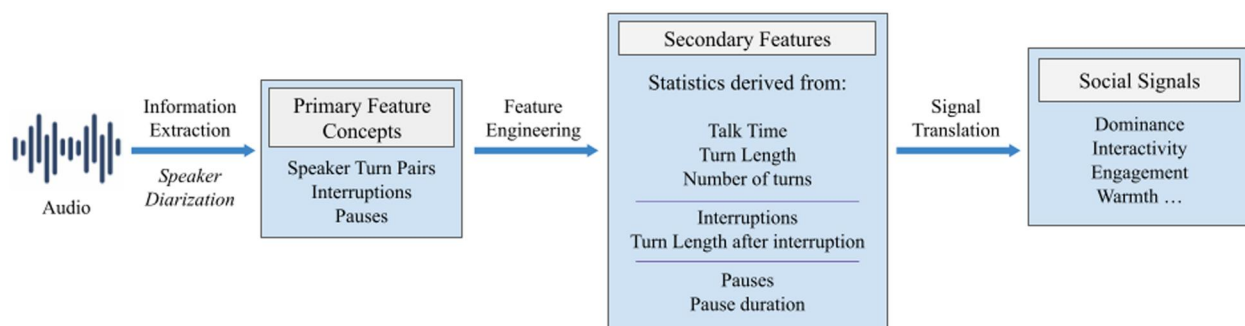 Audio
Information
Extraction
Speaker
Diarization
Primary Feature
Concepts
Speaker Turn Pairs
Interruptions
Pauses
Feature
Engineering
Secondary Features
Statistics derived from:
Talk Time
Turn Length
Number of turns
Interruptions
Turn Length after interruption
Pauses
Pause duration
Signal
Translation
Social Signals
Dominance
Interactivity
Engagement
Warmth ...